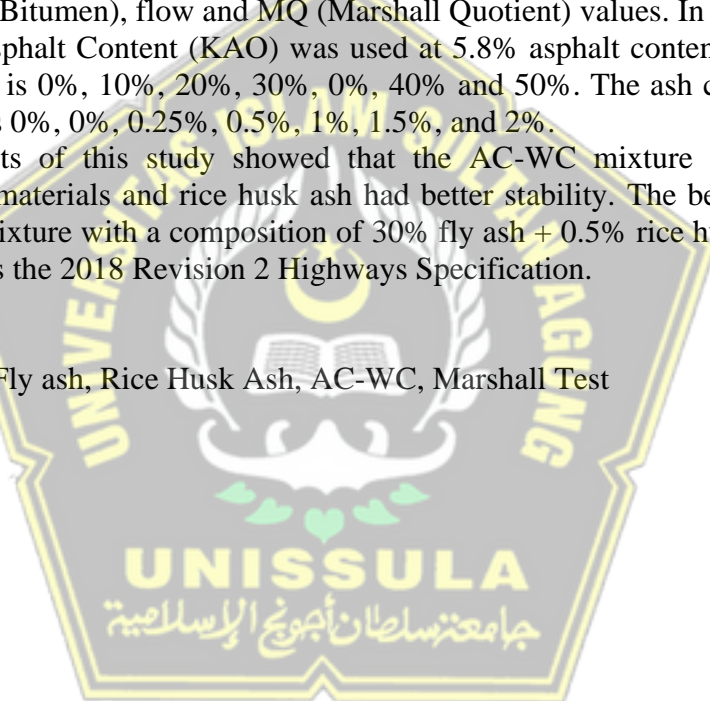 Bitumen), flow and MQ (Marshall Quotient) values. In
sphalt Content (KAO) was used at 5.8% asphalt conten
is 0%, 10%, 20%, 30%, 0%, 40% and 50%. The ash c
s 0%, 0%, 0.25%, 0.5%, 1%, 1.5%, and 2%.
ts of this study showed that the AC-WC mixture
materials and rice husk ash had better stability. The be
ixture with a composition of 30% fly ash + 0.5% rice h
s the 2018 Revision 2 Highways Specification.
Fly ash, Rice Husk Ash, AC-WC, Marshall Test
UNIVERSITAS ISLAM SULTAN AGUNG
UNISSULA
جامعة سلطان أجونج الإسلامية